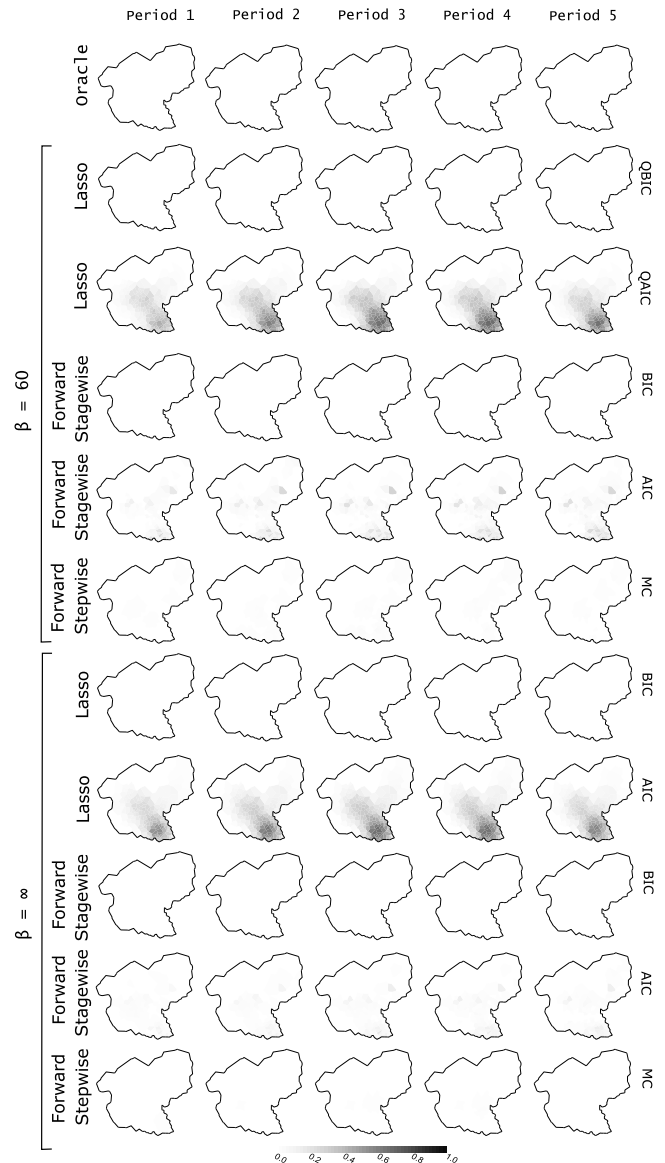 Period 1 Period 2 Period 3 Period 4 Period 5
Oracle
β = 60
Lasso
QBIC
Lasso
QAIC
Forward
Stagewise
BIC
Forward
Stagewise
AIC
Forward
Stepwise
MC
β = ∞
Lasso
BIC
Lasso
AIC
Forward
Stagewise
BIC
Forward
Stagewise
AIC
Forward
Stepwise
MC
0.0 0.2 0.4 0.6 0.8 1.0